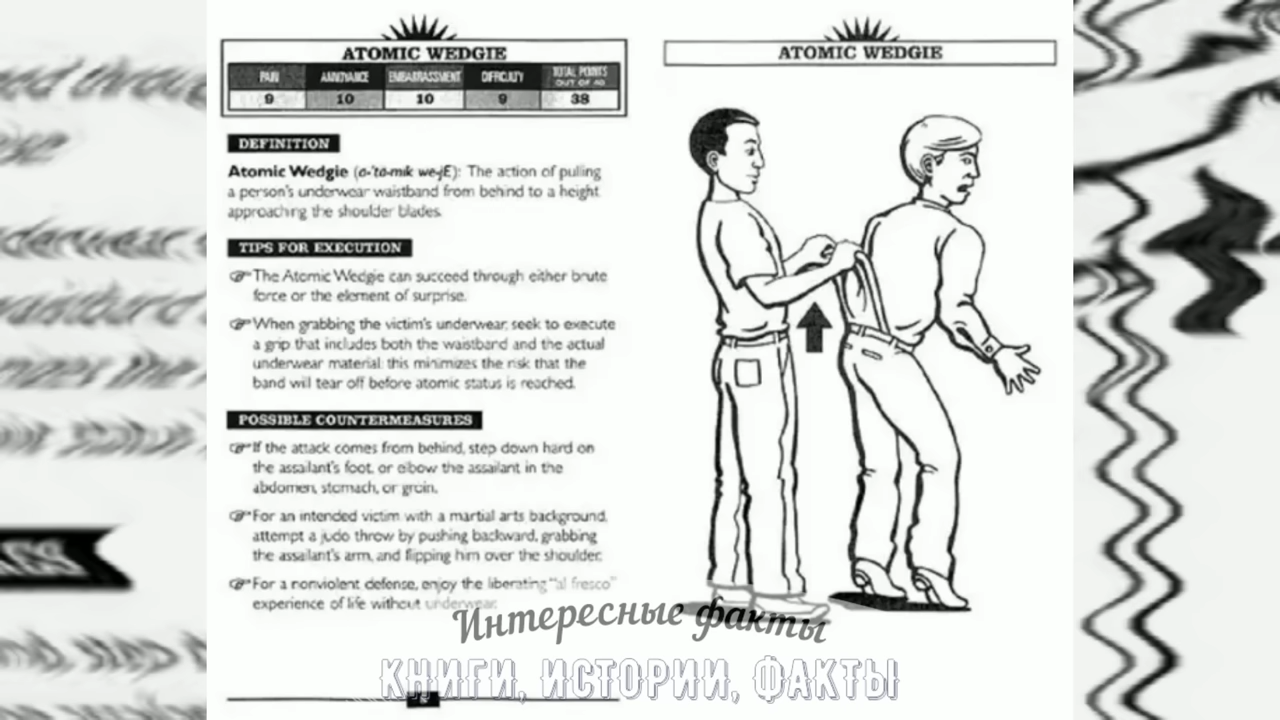 ATOMIC WEDGIE
PAIN ANNOYANCE EMBARRASSMENT DIFFICULTY TOTAL POINTS
OUT OF 40
9 10 10 9 38
DEFINITION
Atomic Wedgie (a-'tä-mik we-jE): The action of pulling
a person's underwear waistband from behind to a height
approaching the shoulder blades.
TIPS FOR EXECUTION
The Atomic Wedgie can succeed through either brute
force or the element of surprise.
When grabbing the victim's underwear, seek to execute
a grip that includes both the waistband and the actual
underwear material: this minimizes the risk that the
band will tear off before atomic status is reached.
POSSIBLE COUNTERMEASURES
If the attack comes from behind, step down hard on
the assailant's foot, or elbow the assailant in the
abdomen, stomach, or groin.
For an intended victim with a martial arts background,
attempt a judo throw by pushing backward, grabbing
the assailant's arm, and flipping him over the shoulder.
For a nonviolent defense, enjoy the liberating "al fresco"
experience of life without underwear.
ATOMIC WEDGIE
Интересные факты
КНИГИ, ИСТОРИИ, ФАКТЫ